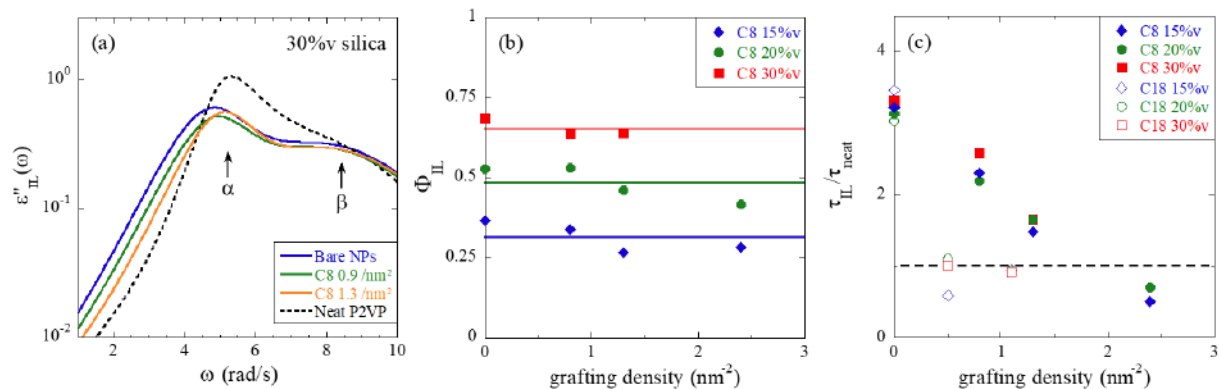 (a)
30%v silica
ε''IL(ω)
10⁰
10⁻¹
10⁻²
α
β
Bare NPs
C8 0.9 /nm²
C8 1.3 /nm²
Neat P2VP
2 4 6 8 10
ω (rad/s)
(b)
C8 15%v
C8 20%v
C8 30%v
ΦIL
1
0.75
0.5
0.25
0
0 1 2 3
grafting density (nm⁻²)
(c)
C8 15%v
C8 20%v
C8 30%v
C18 15%v
C18 20%v
C18 30%v
τIL/τneat
4
2
0
0 1 2 3
grafting density (nm⁻²)